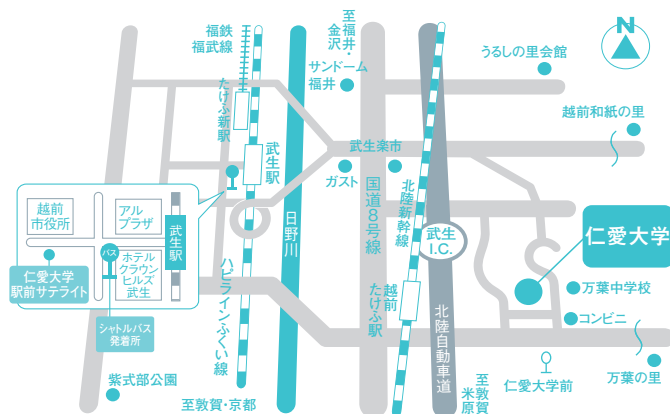 福鉄
福武線
至福井・
金沢
サンドーム
福井
うるしの里会館
N
たけふ新駅
越前和紙の里
武生駅
武生楽市
ガスト
国道8号線
北陸新幹線
日野川
越前
市役所
アル
プラザ
武生駅
バス
ホテル
クラウン
ヒルズ
武生
仁愛大学
駅前サテライト
シャトルバス
発着所
ハピラインふくい線
武生
I.C.
仁愛大学
越前
たけふ駅
万葉中学校
コンビニ
北陸自動車道
紫式部公園
至敦賀・京都
至敦賀
米原
仁愛大学前
万葉の里